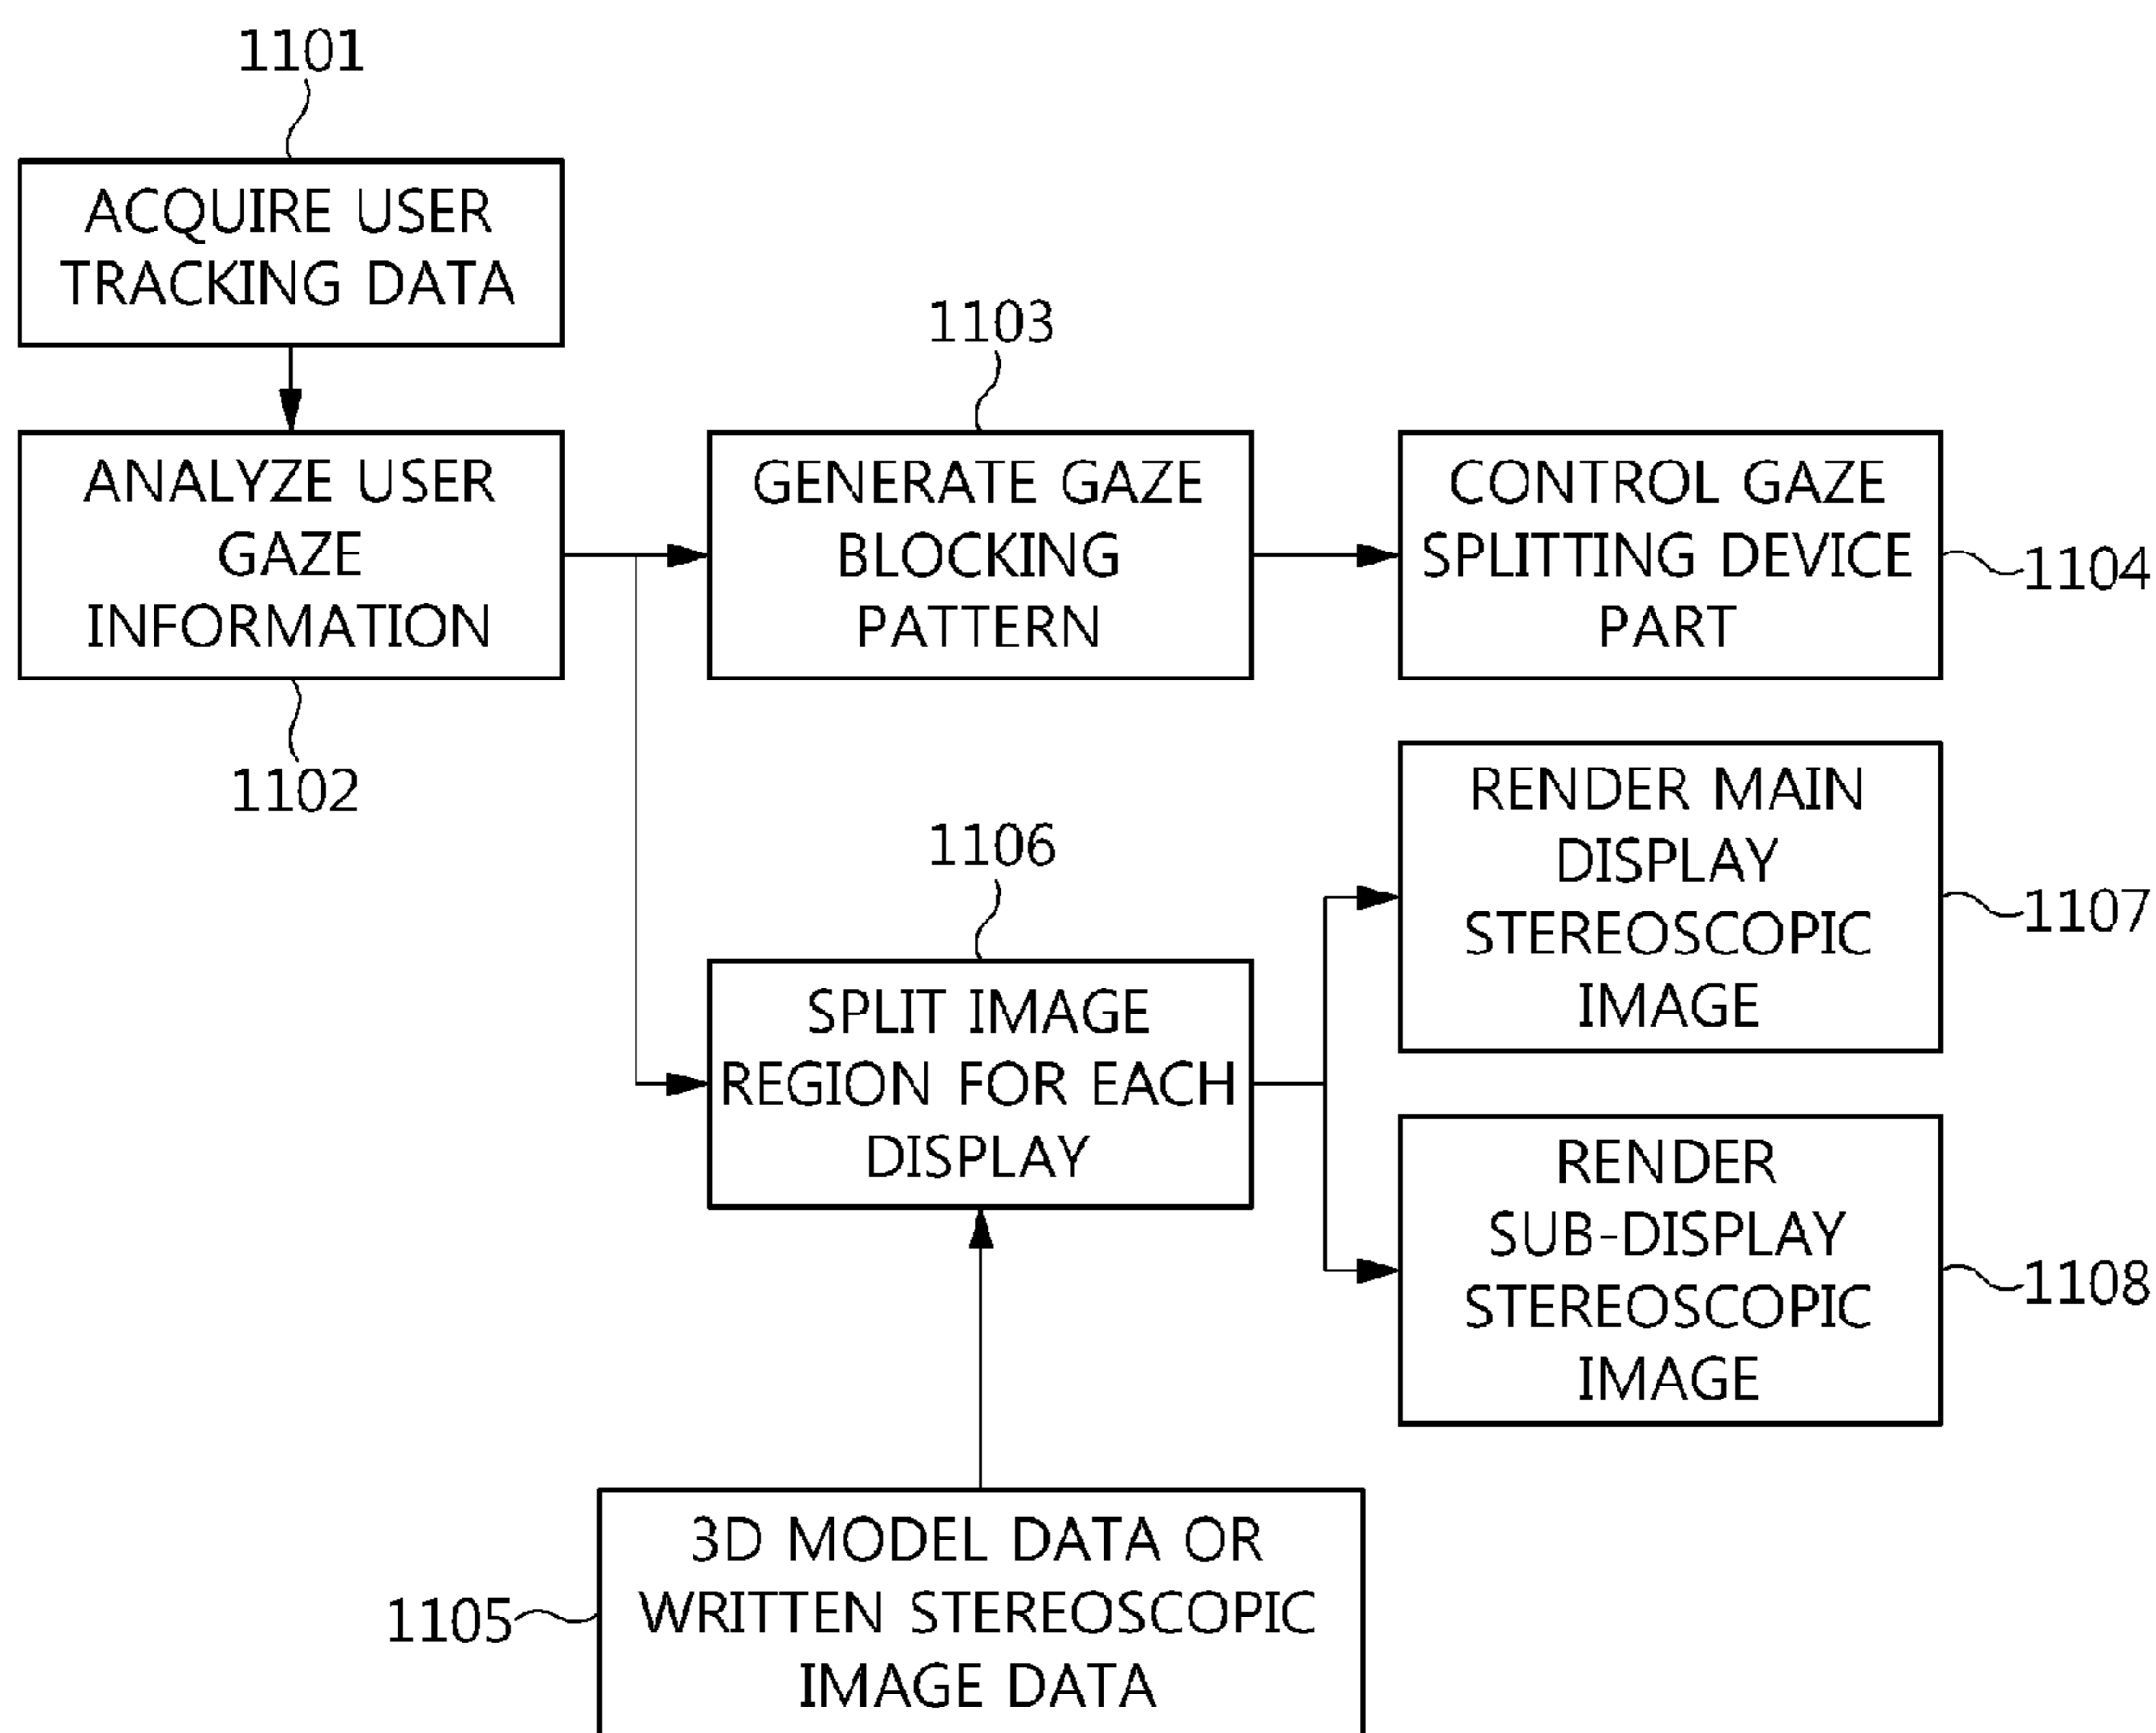 1101
ACQUIRE USER
TRACKING DATA
ANALYZE USER
GAZE
INFORMATION
1102
1103
GENERATE GAZE
BLOCKING
PATTERN
CONTROL GAZE
SPLITTING DEVICE
PART
1104
1106
SPLIT IMAGE
REGION FOR EACH
DISPLAY
RENDER MAIN
DISPLAY
STEREOSCOPIC
IMAGE
1107
RENDER
SUB-DISPLAY
STEREOSCOPIC
IMAGE
1108
1105
3D MODEL DATA OR
WRITTEN STEREOSCOPIC
IMAGE DATA